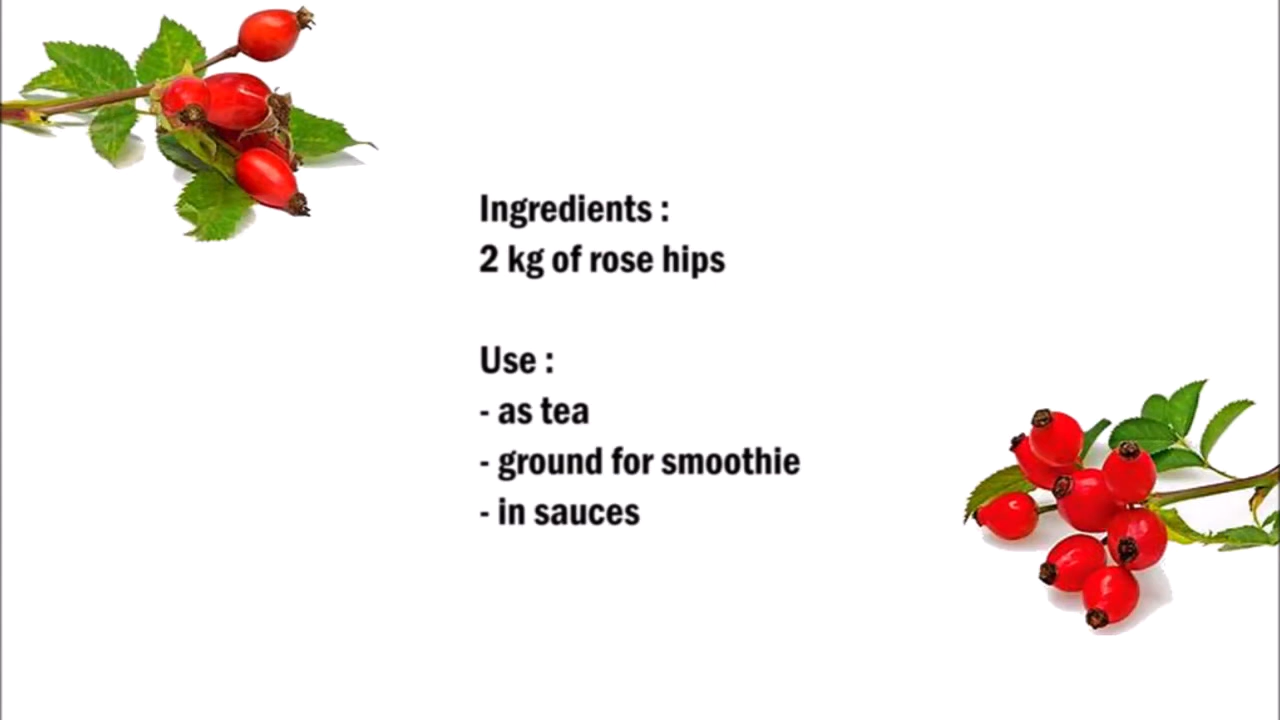 Ingredients :
2 kg of rose hips
Use :
- as tea
- ground for smoothie
- in sauces